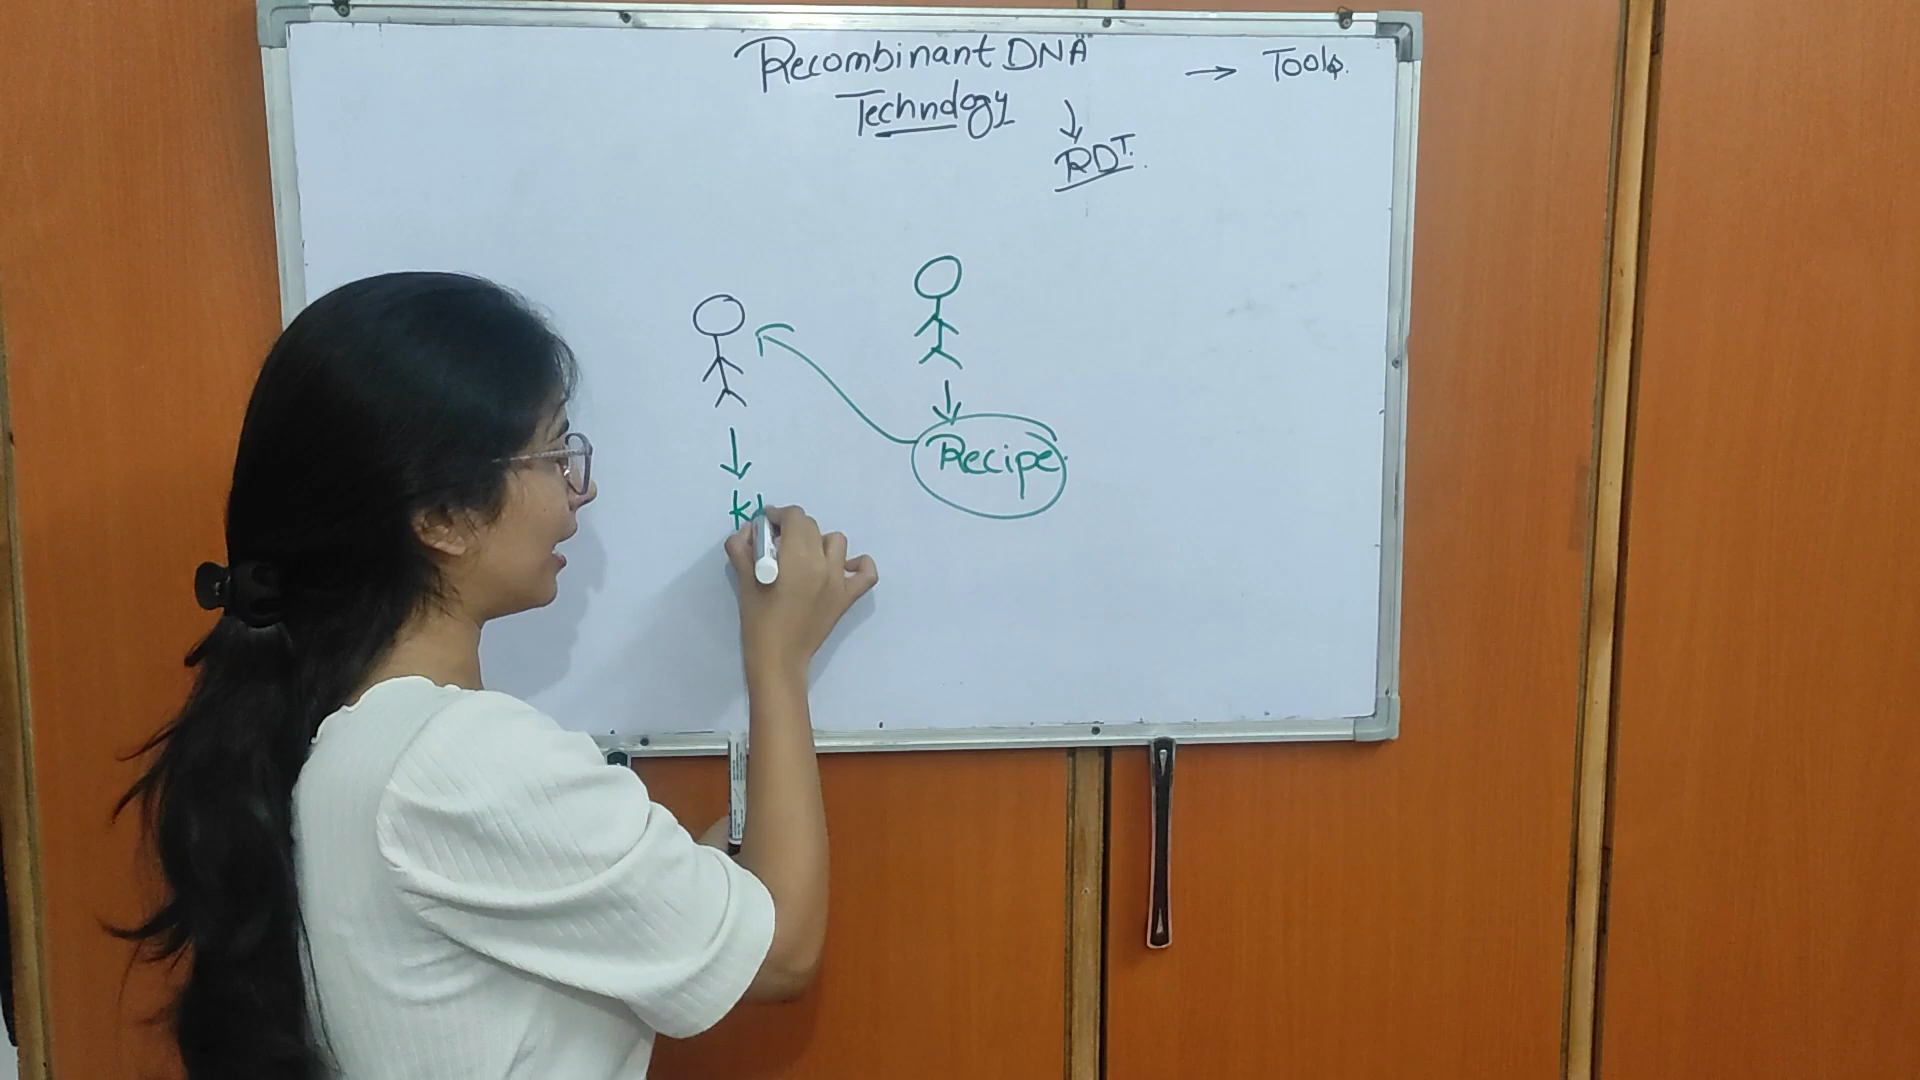 Recombinant DNA
Technology
→ Tools.
RDT.
Recipe.